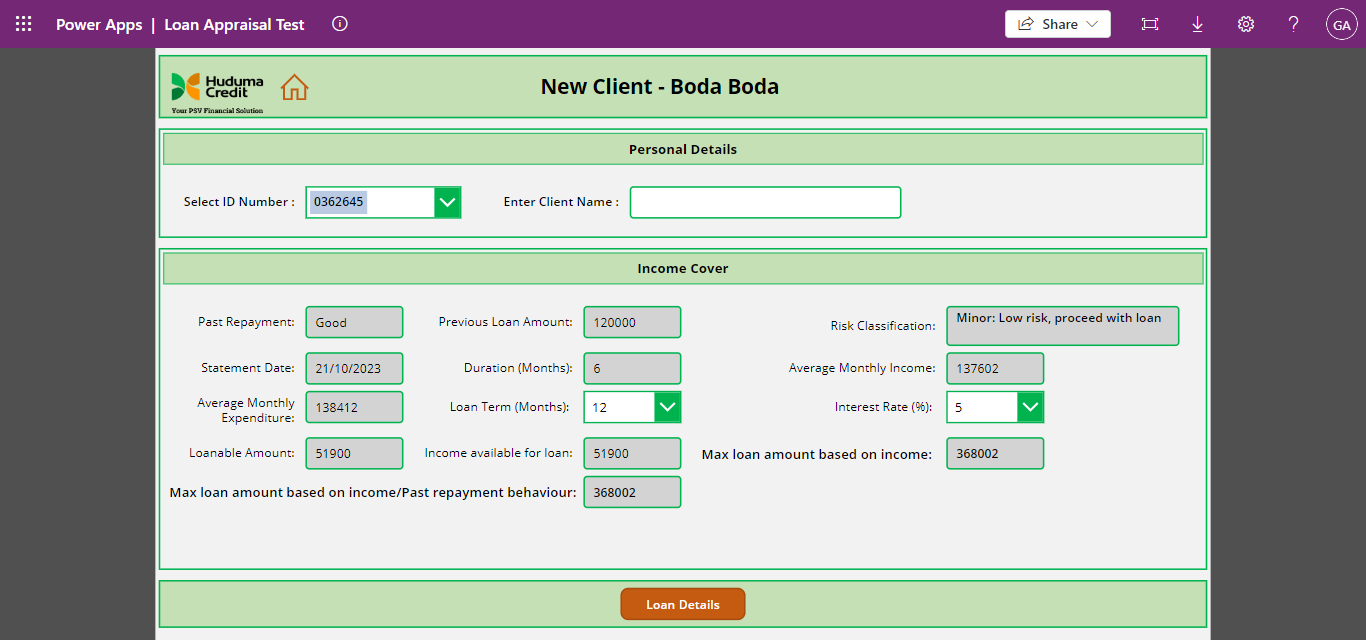 Power Apps | Loan Appraisal Test
Share
?
GA
Huduma
Credit
Your PSV Financial Solution
New Client - Boda Boda
Personal Details
Select ID Number : 0362645 Enter Client Name :
Income Cover
Past Repayment: Good Previous Loan Amount: 120000 Risk Classification: Minor: Low risk, proceed with loan
Statement Date: 21/10/2023 Duration (Months): 6 Average Monthly Income: 137602
Average Monthly
Expenditure: 138412 Loan Term (Months): 12 Interest Rate (%): 5
Loanable Amount: 51900 Income available for loan: 51900 Max loan amount based on income: 368002
Max loan amount based on income/Past repayment behaviour: 368002
Loan Details